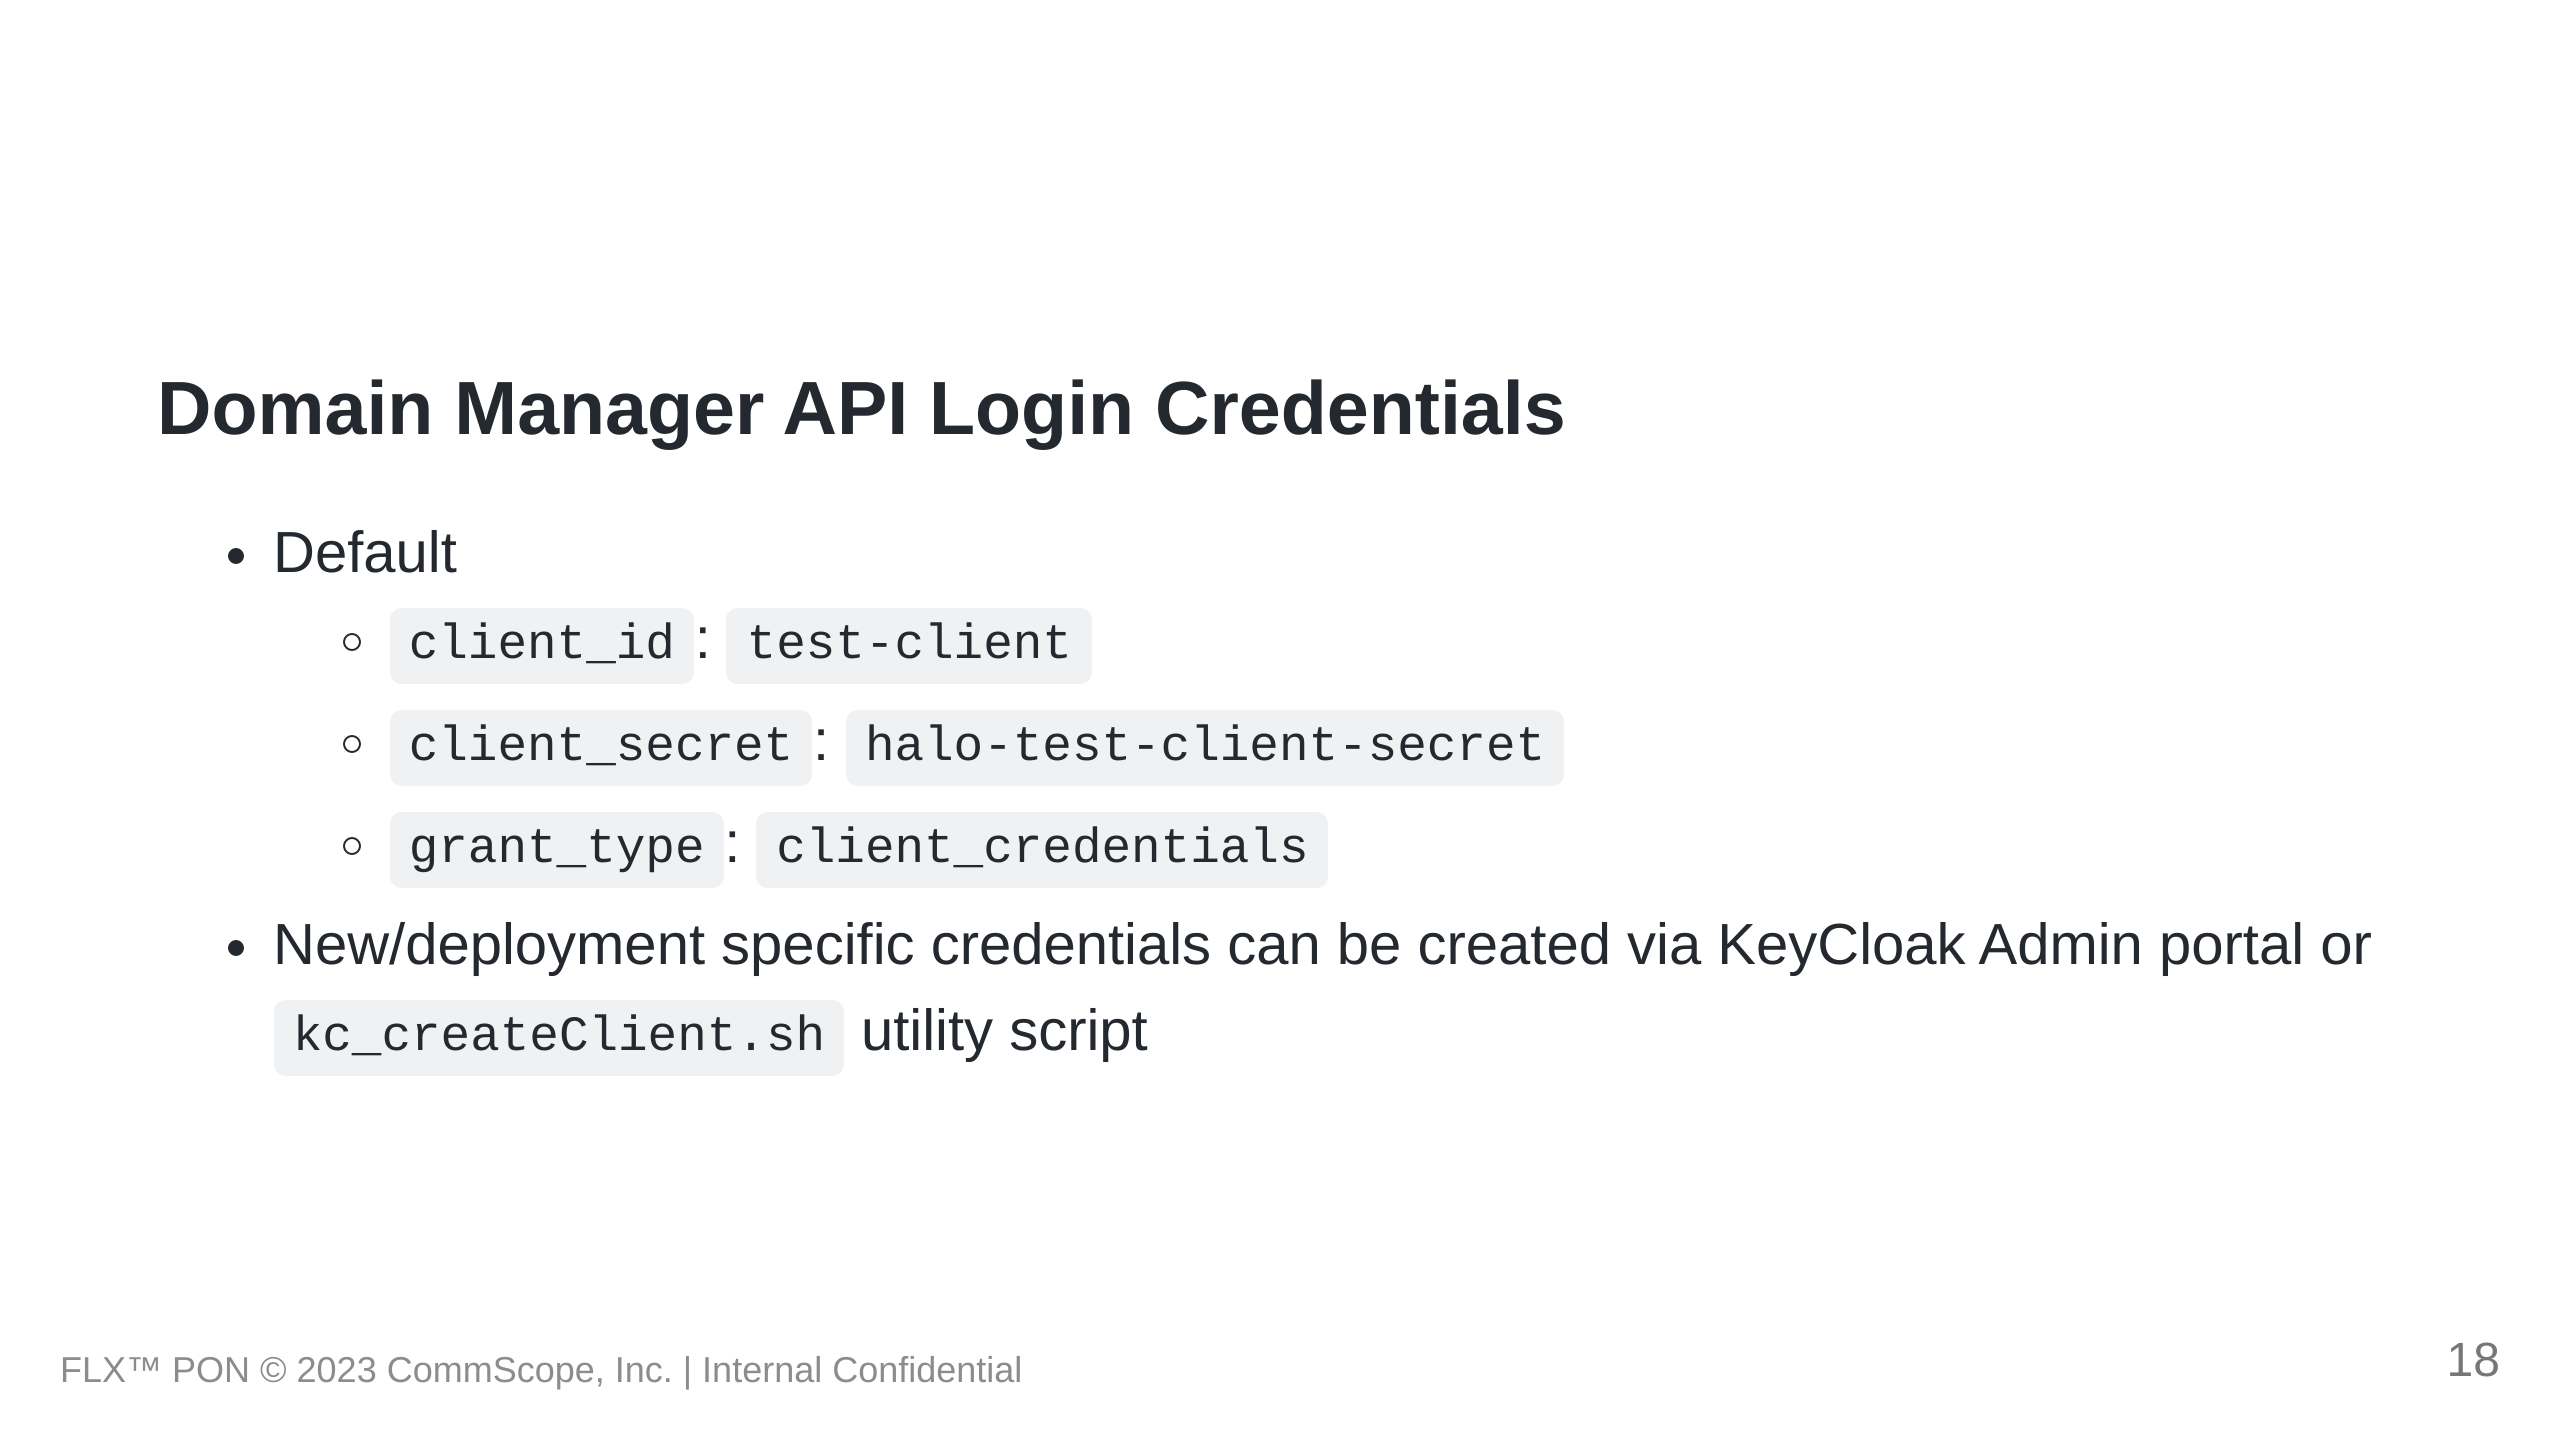 Domain Manager API Login Credentials
• Default
◦ client_id: test-client
◦ client_secret: halo-test-client-secret
◦ grant_type: client_credentials
• New/deployment specific credentials can be created via KeyCloak Admin portal or
kc_createClient.sh utility script
FLX™ PON © 2023 CommScope, Inc. | Internal Confidential
18